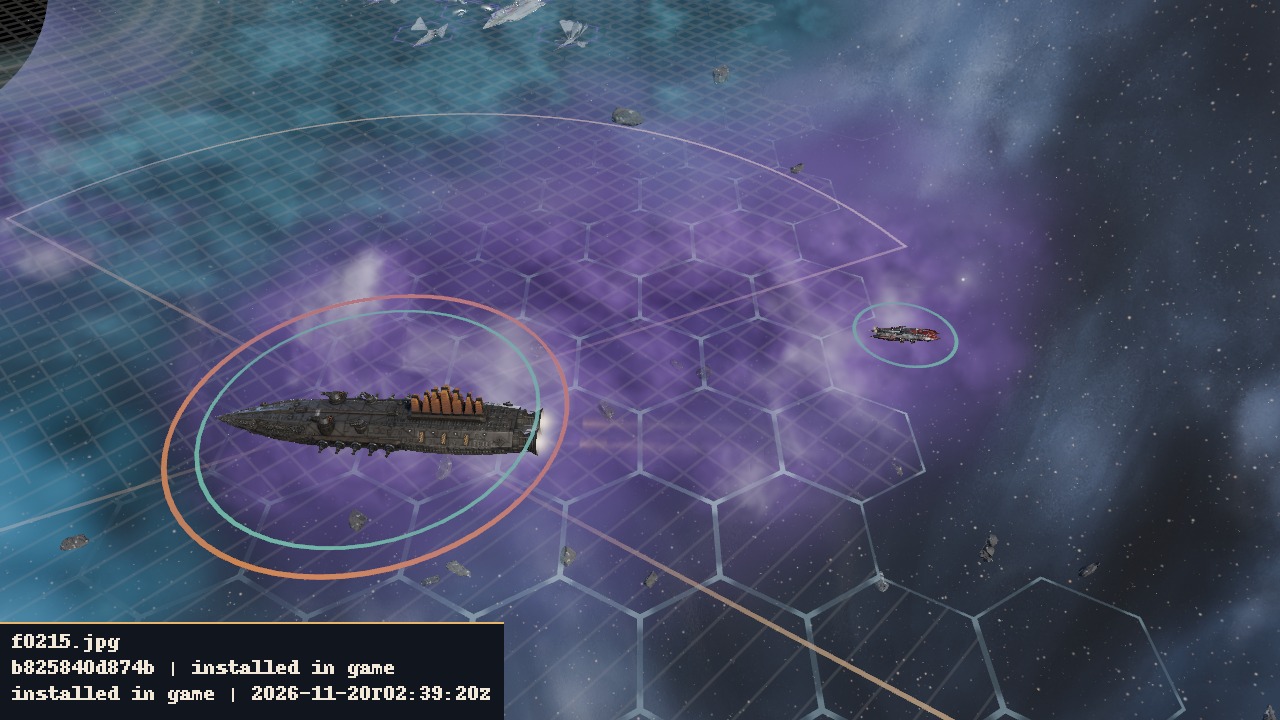 f0215.jpg
b825840d874b | installed in game
installed in game | 2026-11-20T02:39:20z